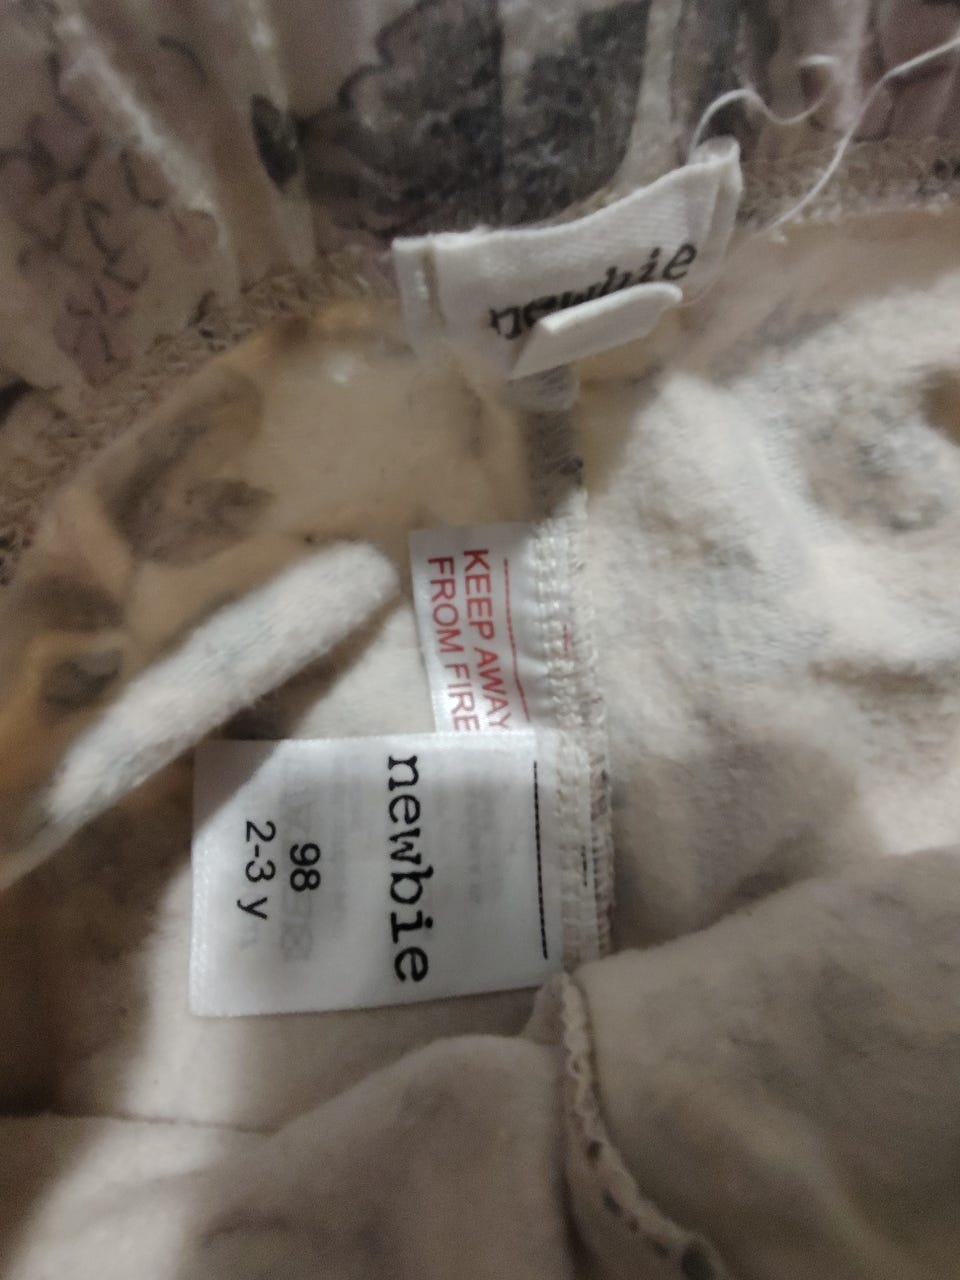 newbie
KEEP AWAY
FROM FIRE
newbie
98
2-3 y